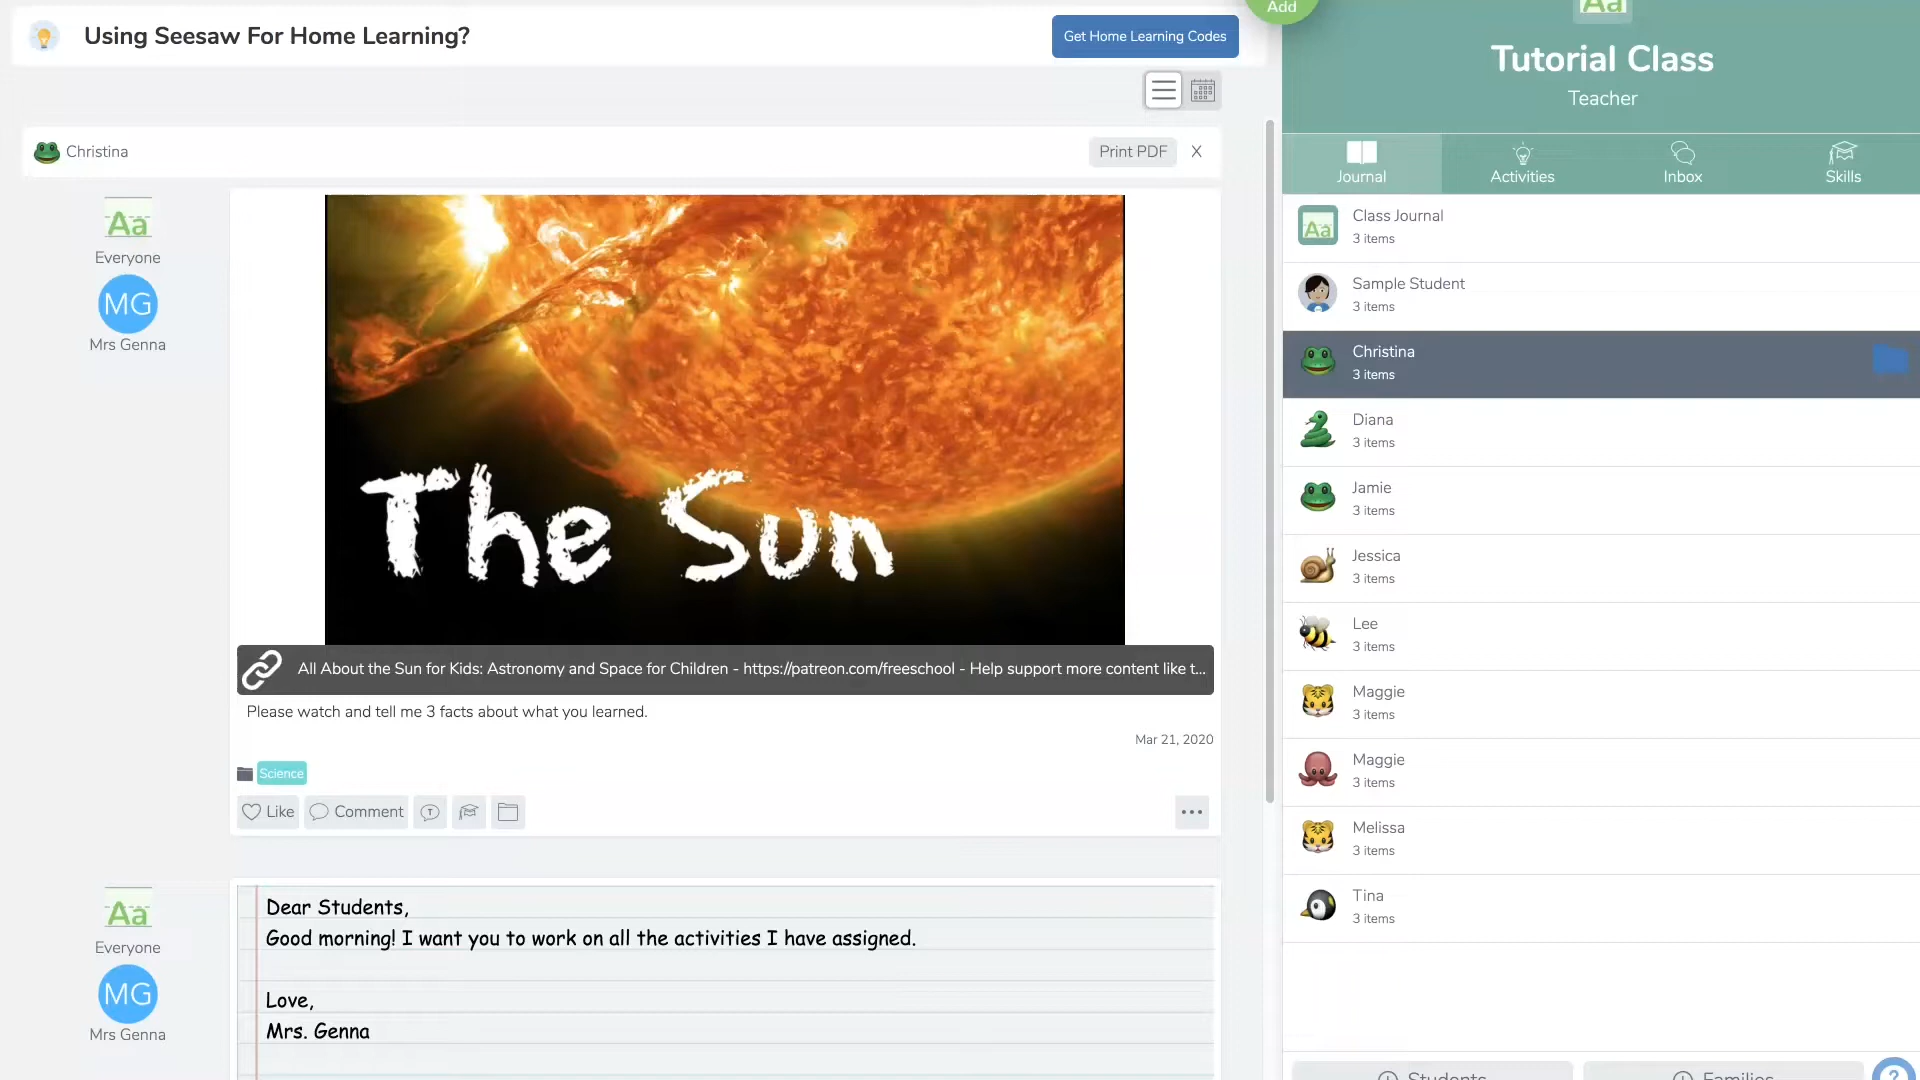 Using Seesaw For Home Learning?
Get Home Learning Codes
Add
Aa
Tutorial Class
Teacher
Journal
Activities
Inbox
Skills
Christina
Print PDF
X
Aa
Everyone
MG
Mrs Genna
The Sun
All About the Sun for Kids: Astronomy and Space for Children - https://patreon.com/freeschool - Help support more content like t...
Please watch and tell me 3 facts about what you learned.
Mar 21, 2020
Science
Like
Comment
T
Aa
Everyone
MG
Mrs Genna
Dear Students,
Good morning! I want you to work on all the activities I have assigned.
Love,
Mrs. Genna
Aa
Class Journal
3 items
Sample Student
3 items
Christina
3 items
Diana
3 items
Jamie
3 items
Jessica
3 items
Lee
3 items
Maggie
3 items
Maggie
3 items
Melissa
3 items
Tina
3 items
Students
Families
?